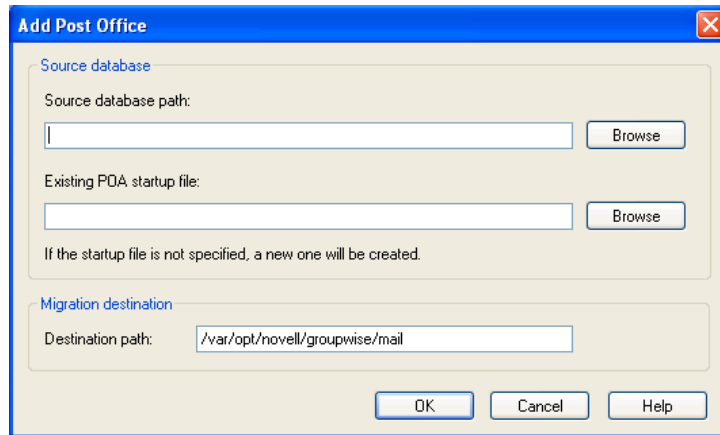 Add Post Office
Source database
Source database path:
Browse
Existing POA startup file:
Browse
If the startup file is not specified, a new one will be created.
Migration destination
Destination path: /var/opt/novell/groupwise/mail
OK Cancel Help